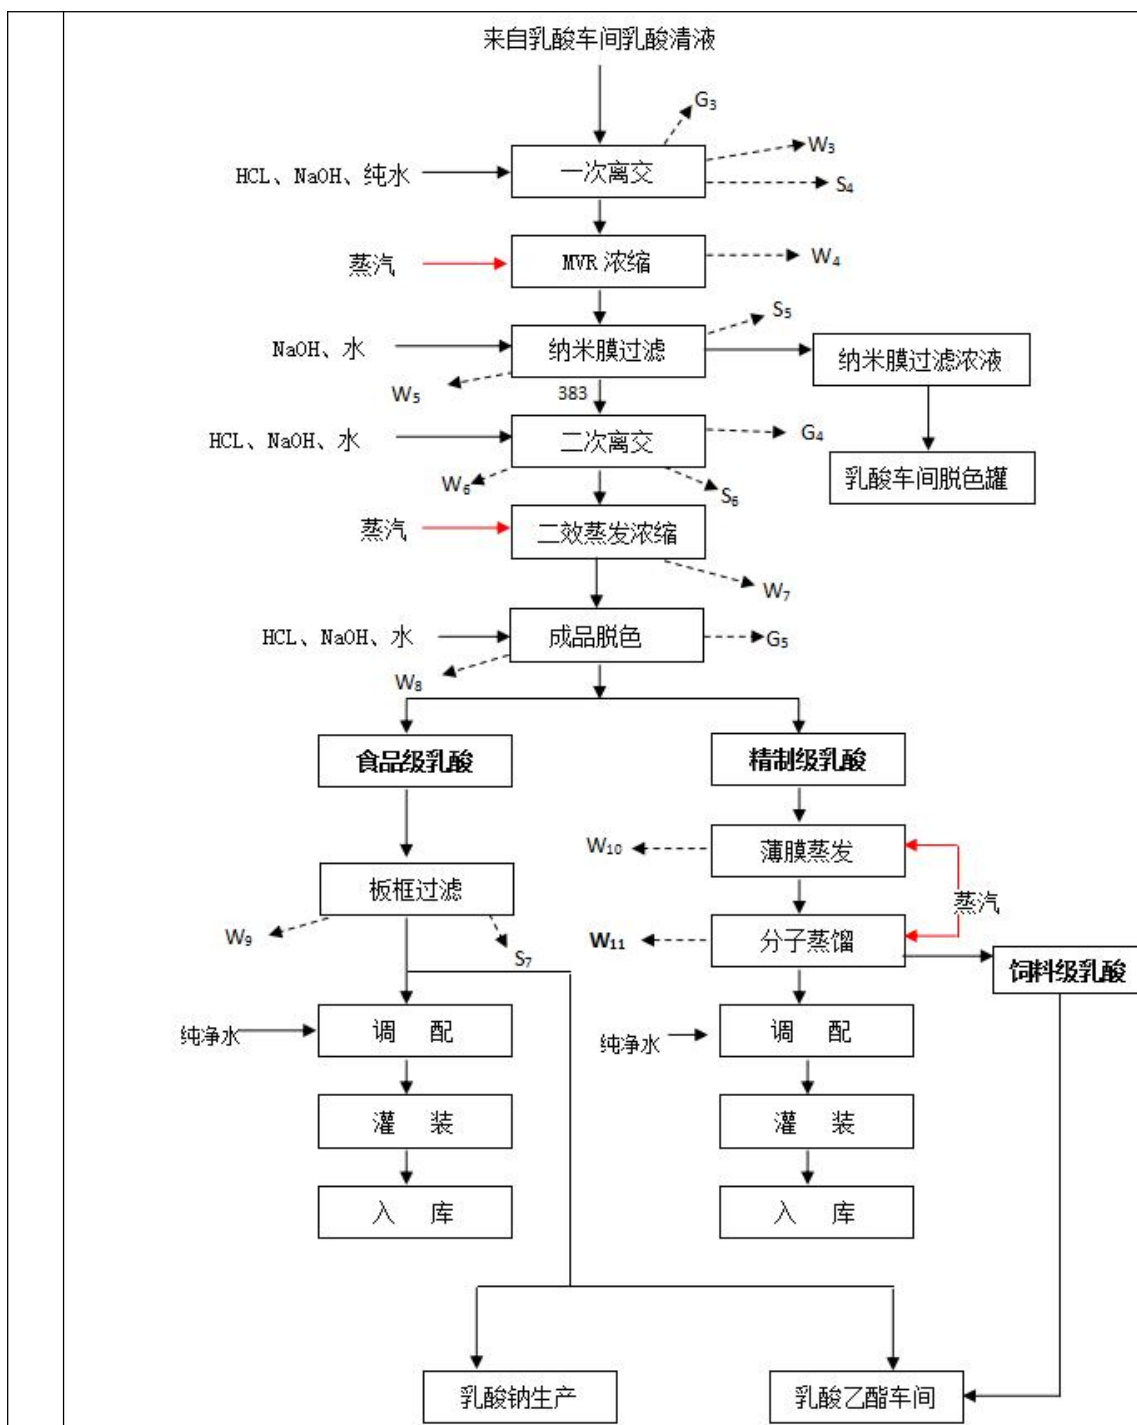 来自乳酸车间乳酸清液
G₃
W₃
HCL、NaOH、纯水
一次离交
S₄
蒸汽
MVR 浓缩
W₄
S₅
NaOH、水
纳米膜过滤
纳米膜过滤浓液
W₅
383
HCL、NaOH、水
二次离交
G₄
W₆
S₆
乳酸车间脱色罐
蒸汽
二效蒸发浓缩
W₇
HCL、NaOH、水
成品脱色
G₅
W₈
食品级乳酸
精制级乳酸
W₁₀
薄膜蒸发
板框过滤
蒸汽
W₉
S₇
W₁₁
分子蒸馏
饲料级乳酸
纯净水
调 配
纯净水
调 配
灌 装
灌 装
入 库
入 库
乳酸钠生产
乳酸乙酯车间